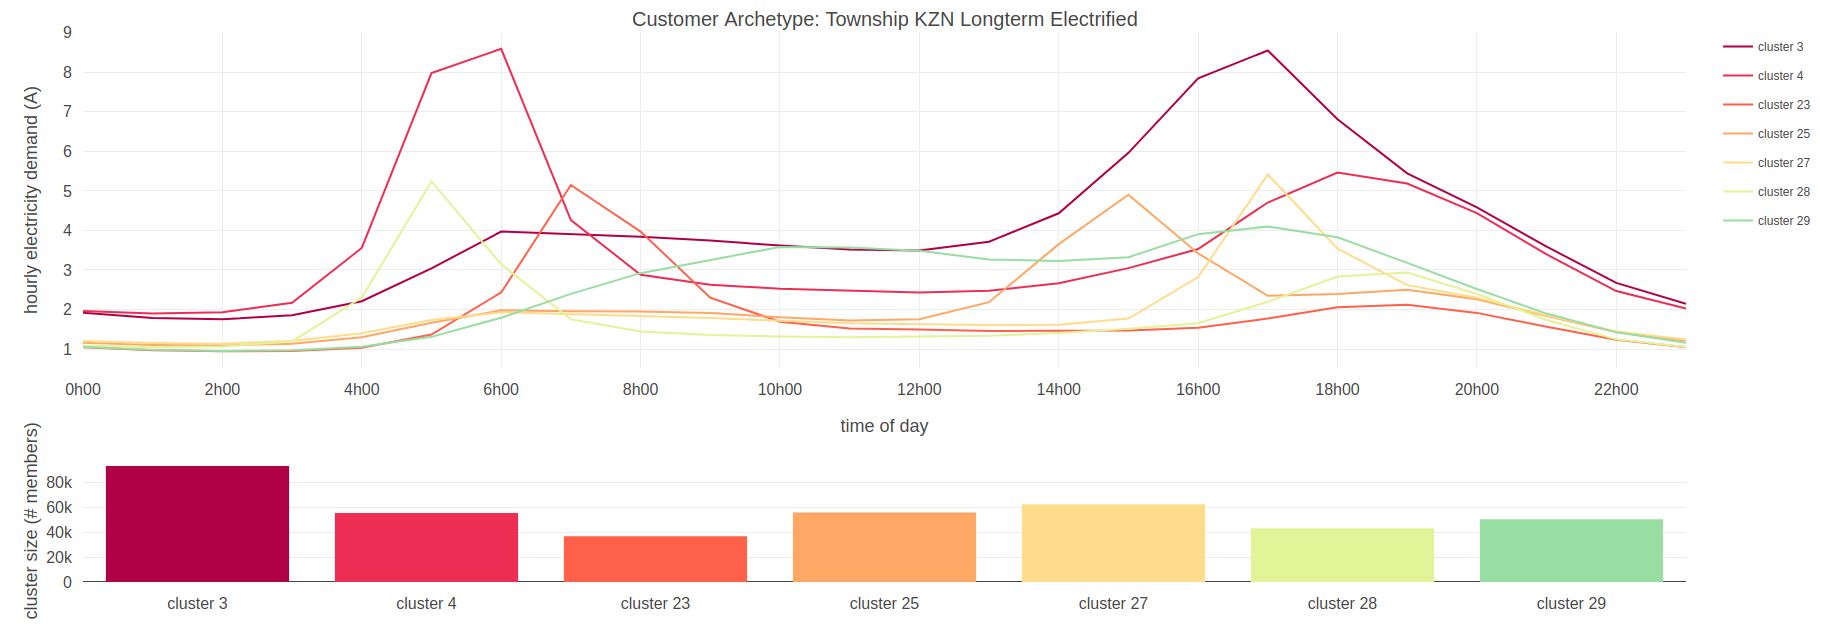 Customer Archetype: Township KZN Longterm Electrified
hourly electricity demand (A)
9
8
7
6
5
4
3
2
1
0h00 2h00 4h00 6h00 8h00 10h00 12h00 14h00 16h00 18h00 20h00 22h00
time of day
cluster 3
cluster 4
cluster 23
cluster 25
cluster 27
cluster 28
cluster 29
cluster size (# members)
80k
60k
40k
20k
0
cluster 3 cluster 4 cluster 23 cluster 25 cluster 27 cluster 28 cluster 29